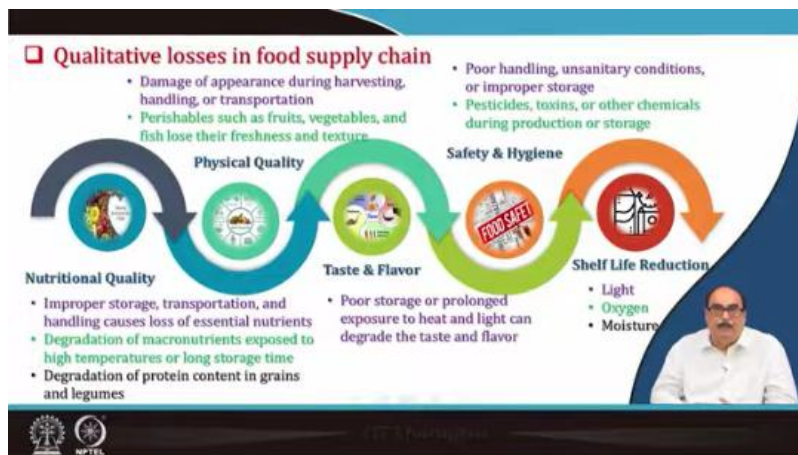 Qualitative losses in food supply chain
• Damage of appearance during harvesting,
handling, or transportation
• Perishables such as fruits, vegetables, and
fish lose their freshness and texture
• Poor handling, unsanitary conditions,
or improper storage
• Pesticides, toxins, or other chemicals
during production or storage
Physical Quality
Safety & Hygiene
FOOD SAFET
Nutritional Quality
• Improper storage, transportation, and
handling causes loss of essential nutrients
• Degradation of macronutrients exposed to
high temperatures or long storage time
• Degradation of protein content in grains
and legumes
Taste & Flavor
• Poor storage or prolonged
exposure to heat and light can
degrade the taste and flavor
Shelf Life Reduction
• Light
• Oxygen
• Moisture
NPTEL